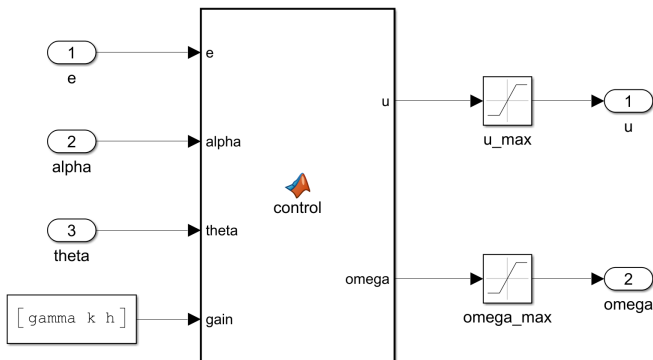 1
e
e
u
1
u
u_max
2
alpha
alpha
control
3
theta
theta
omega
2
omega
omega_max
[ gamma k h ]
gain